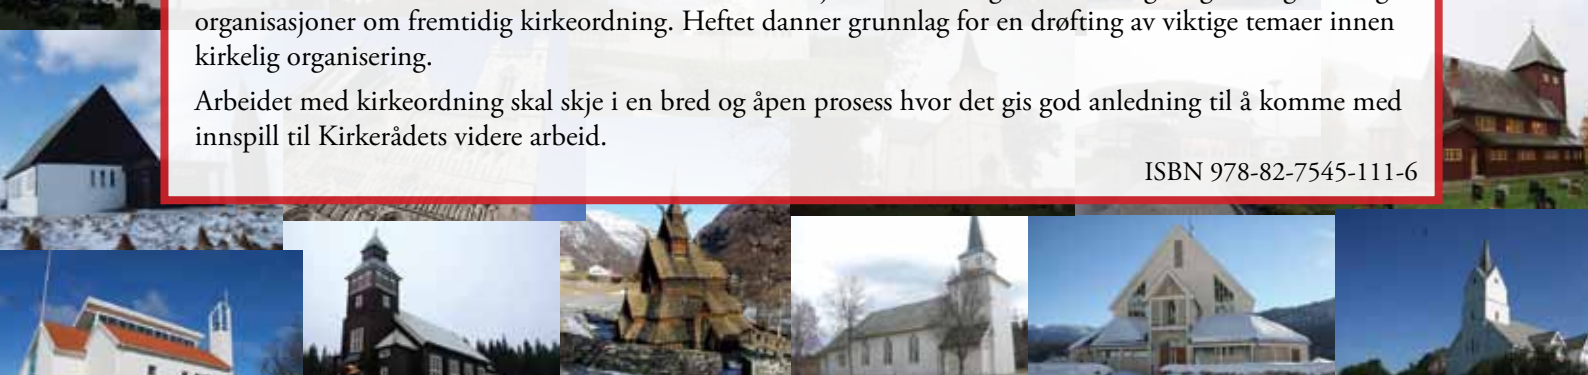 organisasjoner om fremtidig kirkeordning. Heftet danner grunnlag for en drøfting av viktige temaer innen
kirkelig organisering.
Arbeidet med kirkeordning skal skje i en bred og åpen prosess hvor det gis god anledning til å komme med
innspill til Kirkerådets videre arbeid.
ISBN 978-82-7545-111-6